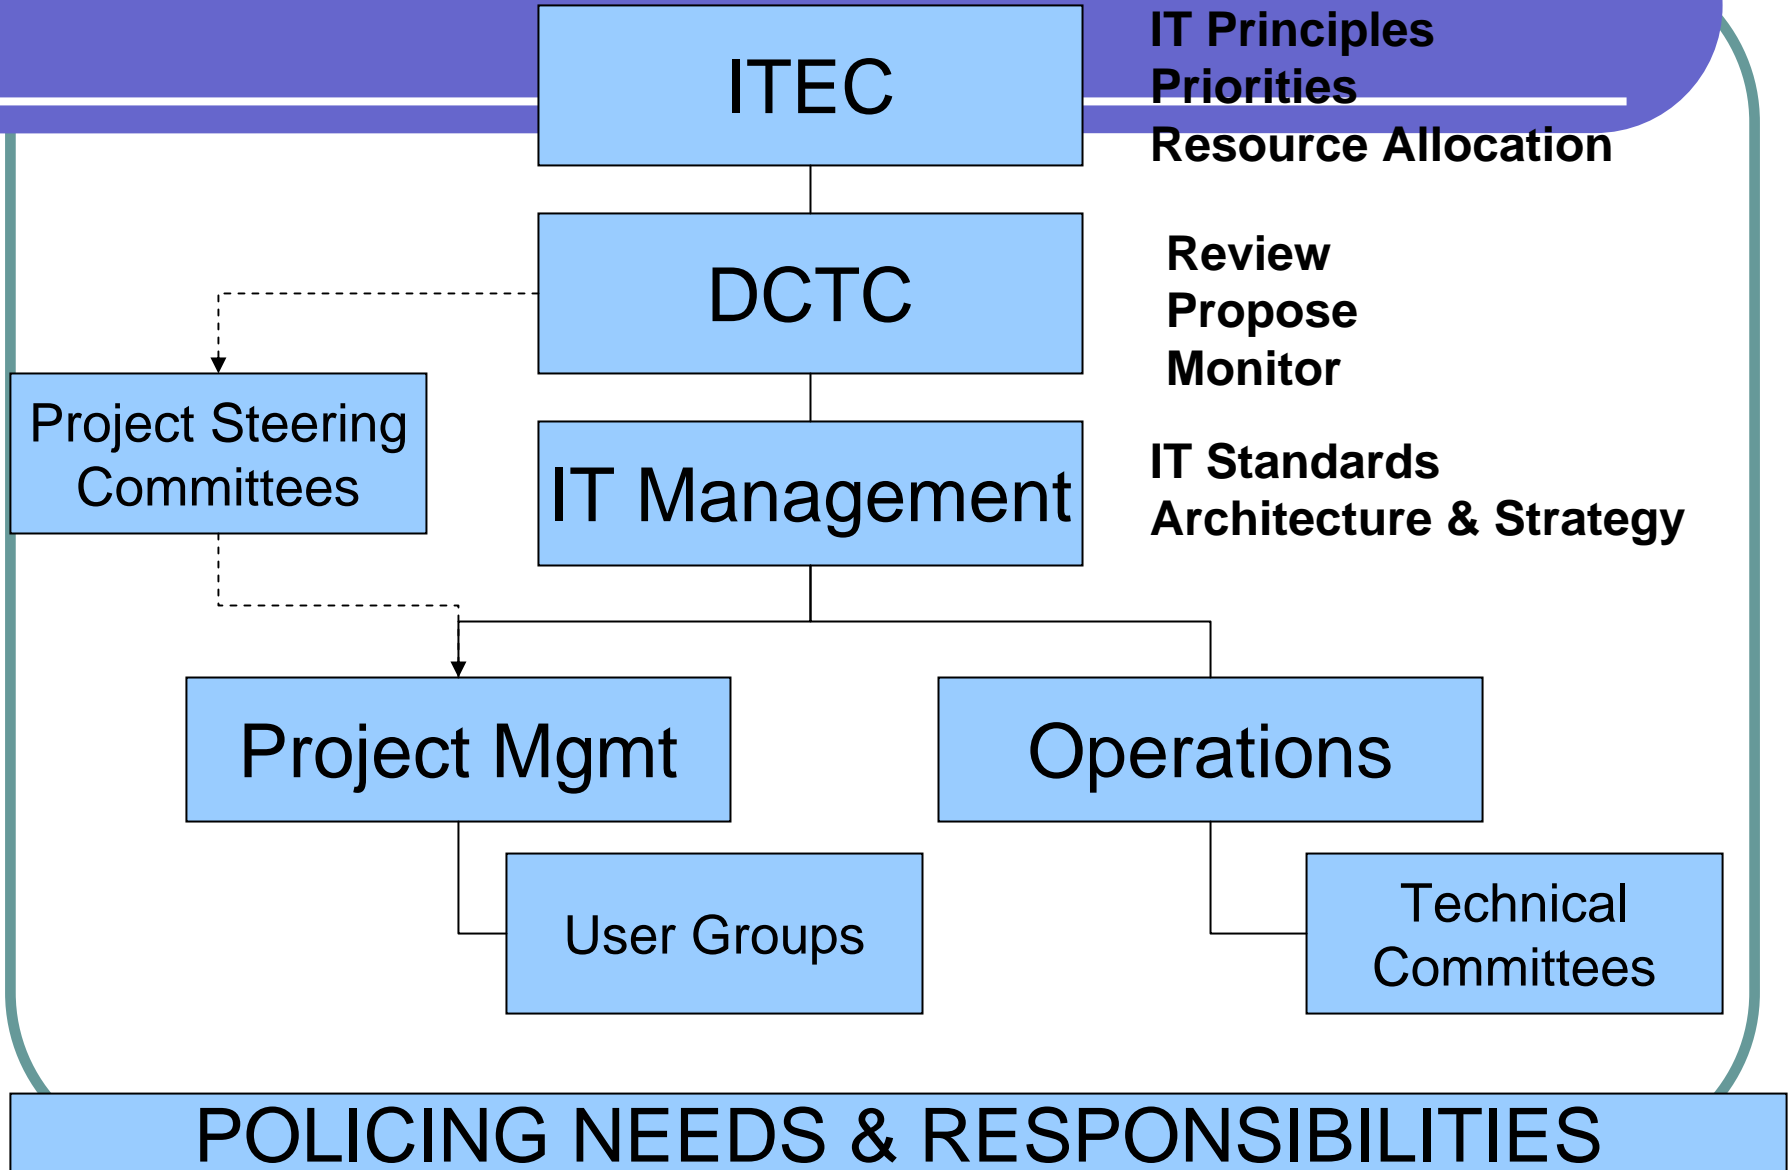 ITEC
IT Principles
Priorities
Resource Allocation
DCTC
Review
Propose
Monitor
Project Steering
Committees
IT Management
IT Standards
Architecture & Strategy
Project Mgmt
Operations
User Groups
Technical
Committees
POLICING NEEDS & RESPONSIBILITIES